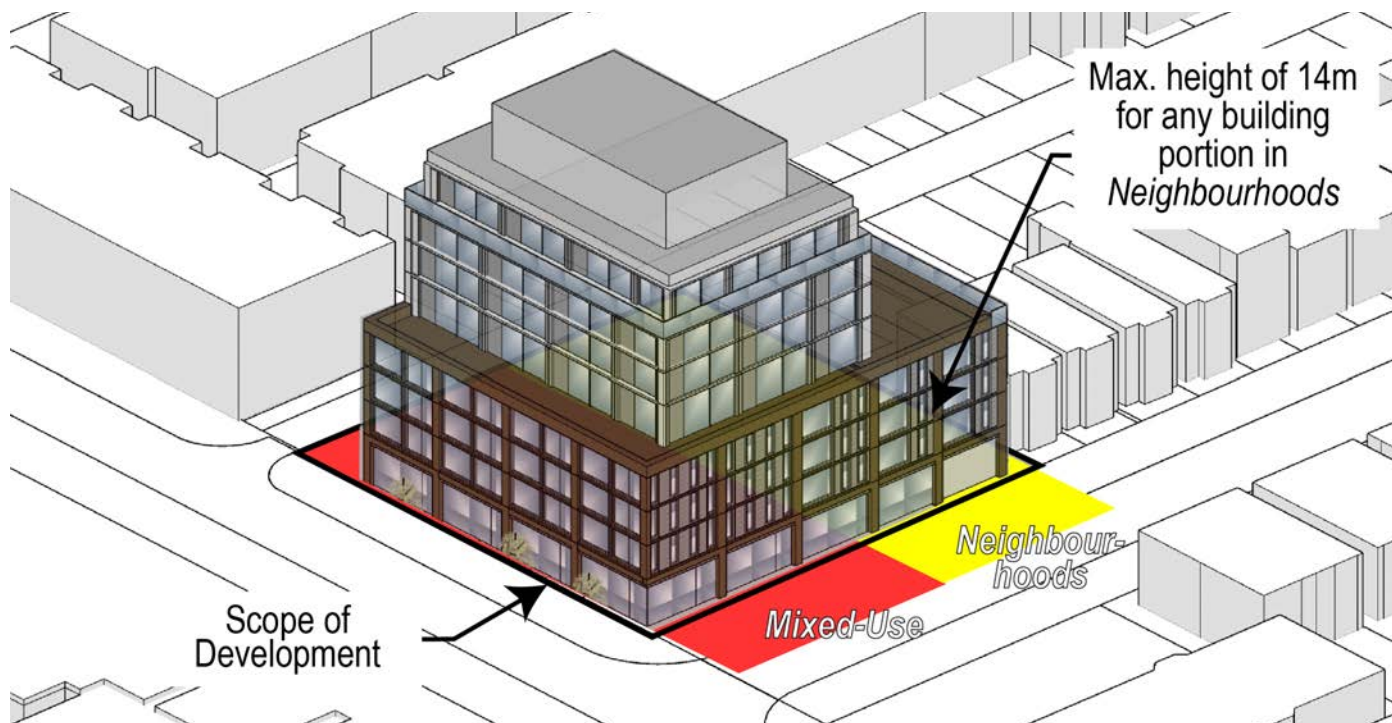 Max. height of 14m
for any building
portion in
Neighbourhoods
Neighbour-
hoods
Mixed-Use
Scope of
Development